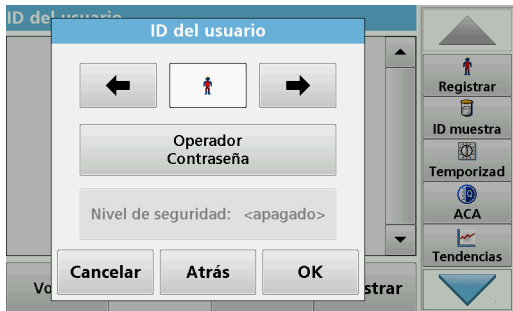 ID del usuario
ID del usuario
Operador
Contraseña
Nivel de seguridad: <apagado>
Cancelar
Atrás
OK
Vo
strar
Registrar
ID muestra
Temporizad
ACA
Tendencias